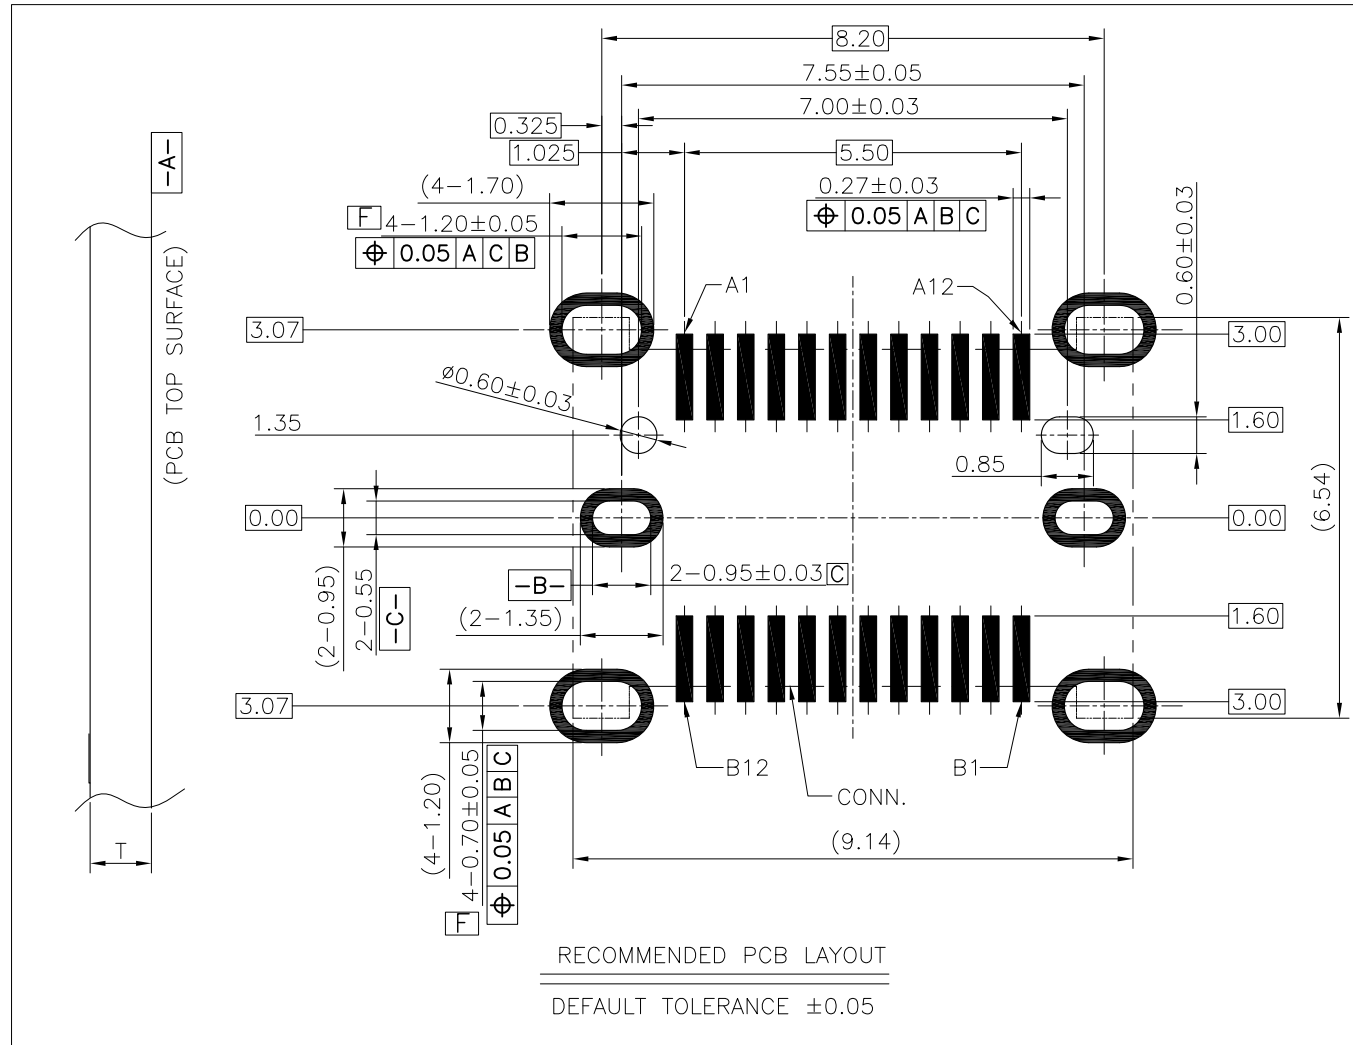 8.20
7.55±0.05
7.00±0.03
0.325
1.025
5.50
-A-
(4-1.70)
0.27±0.03
⌖ 0.05 A B C
F 4-1.20±0.05
⌖ 0.05 A C B
0.60±0.03
(PCB TOP SURFACE)
A1
A12
3.07
3.00
ø0.60±0.03
1.35
1.60
0.85
0.00
0.00
(6.54)
(2-0.95)
2-0.55
-C-
-B-
2-0.95±0.03 C
(2-1.35)
1.60
3.07
3.00
B12
B1
CONN.
(4-1.20)
F 4-0.70±0.05
⌖ 0.05 A B C
T
(9.14)
RECOMMENDED PCB LAYOUT
DEFAULT TOLERANCE ±0.05